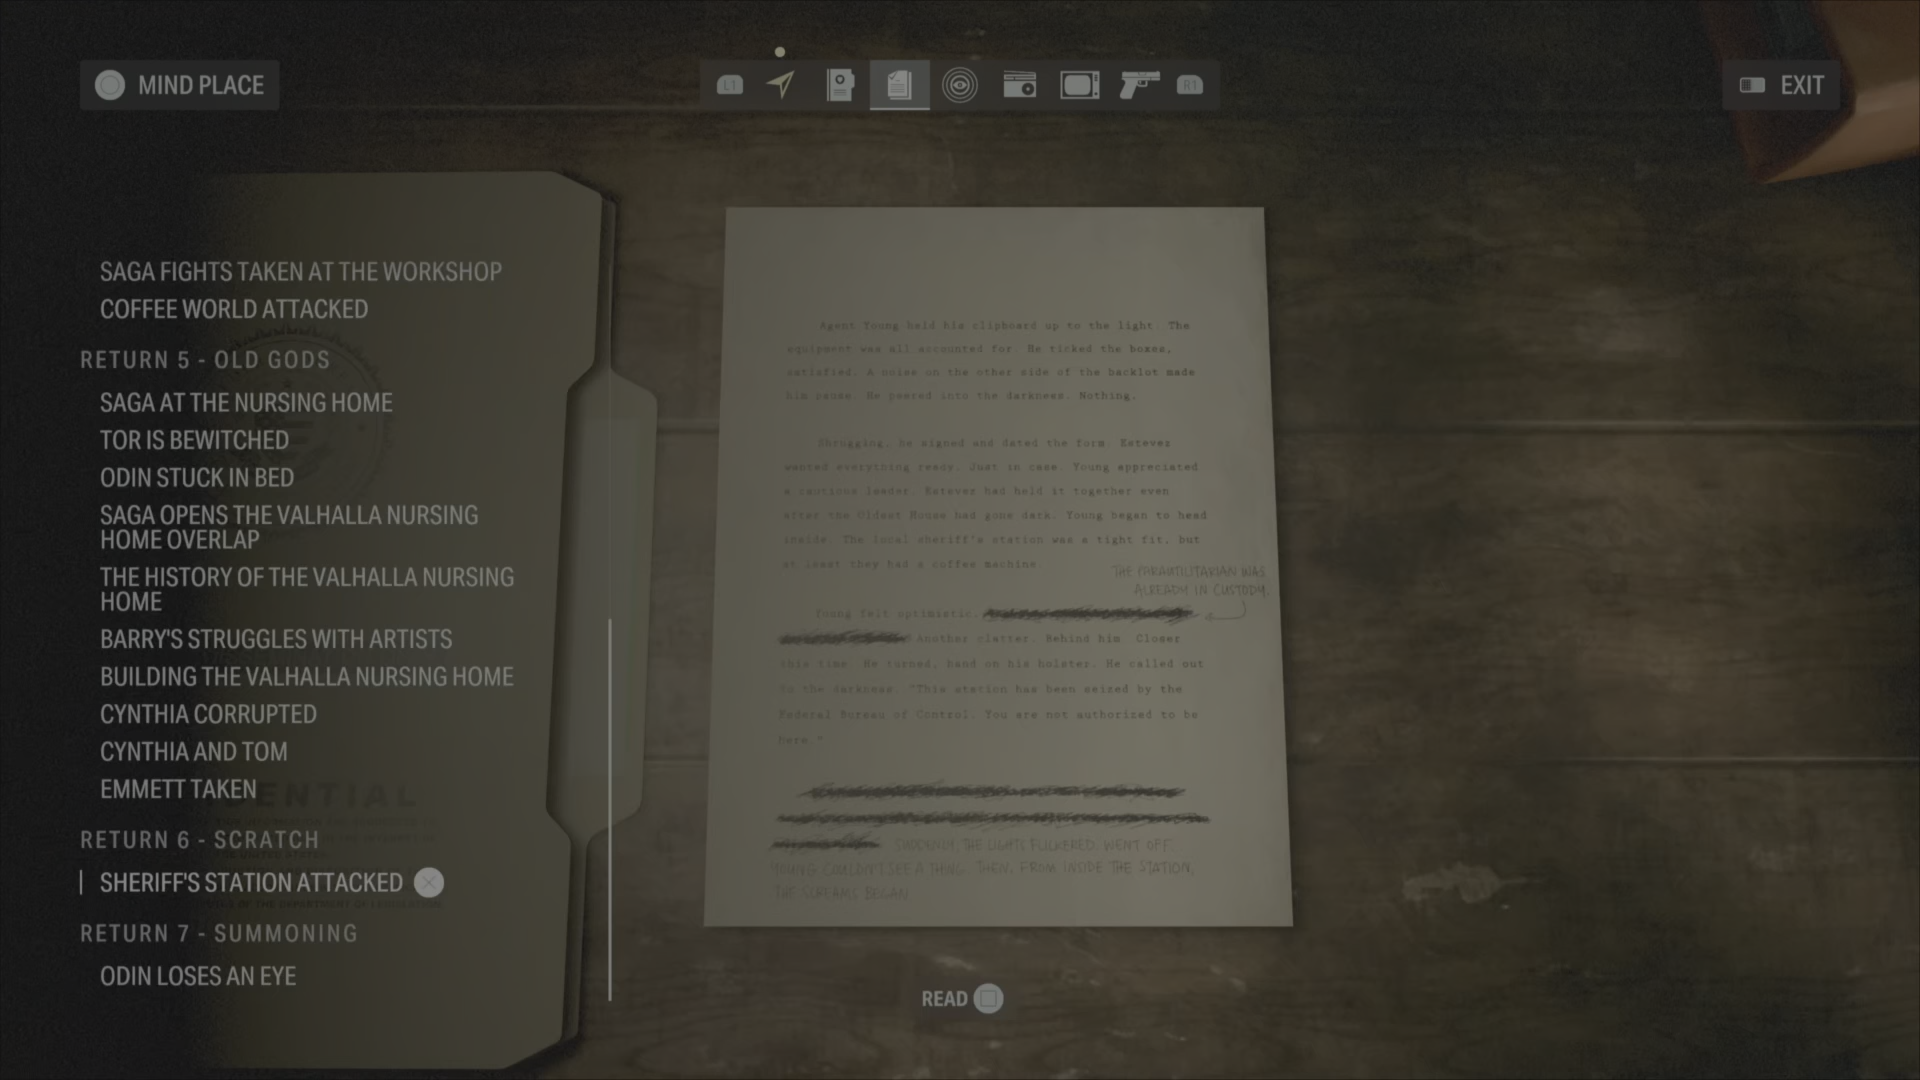 MIND PLACE
L1
R1
EXIT
SAGA FIGHTS TAKEN AT THE WORKSHOP
COFFEE WORLD ATTACKED
RETURN 5 - OLD GODS
SAGA AT THE NURSING HOME
TOR IS BEWITCHED
ODIN STUCK IN BED
SAGA OPENS THE VALHALLA NURSING
HOME OVERLAP
THE HISTORY OF THE VALHALLA NURSING
HOME
BARRY'S STRUGGLES WITH ARTISTS
BUILDING THE VALHALLA NURSING HOME
CYNTHIA CORRUPTED
CYNTHIA AND TOM
EMMETT TAKEN
RETURN 6 - SCRATCH
SHERIFF'S STATION ATTACKED
RETURN 7 - SUMMONING
ODIN LOSES AN EYE
DENTIAL
Agent Young held his clipboard up to the light. The
equipment was all accounted for. He ticked the boxes,
satisfied. A noise on the other side of the backlot made
him pause. He peered into the darkness. Nothing.
Shrugging, he signed and dated the form. Estevez
wanted everything ready. Just in case. Young appreciated
a cautious leader. Estevez had held it together even
after the Oldest House had gone dark. Young began to head
inside. The local sheriff's station was a tight fit, but
at least they had a coffee machine.
THE PARAUTILITARIAN WAS
ALREADY IN CUSTODY.
Young felt optimistic.
Another clatter. Behind him. Closer
this time. He turned, hand on his holster. He called out
to the darkness. "This station has been seized by the
Federal Bureau of Control. You are not authorized to be
here."
SUDDENLY, THE LIGHTS FLICKERED, WENT OFF.
YOUNG COULDN'T SEE A THING. THEN, FROM INSIDE THE STATION,
THE SCREAMS BEGAN
READ